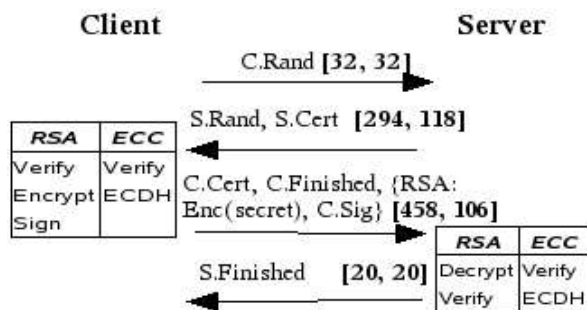 Client Server
C.Rand [32, 32]
S.Rand, S.Cert [294, 118]
RSA ECC
Verify Verify
Encrypt ECDH
Sign
C.Cert, C.Finished, {RSA:
Enc(secret), C.Sig} [458, 106]
RSA ECC
Decrypt Verify
Verify ECDH
S.Finished [20, 20]